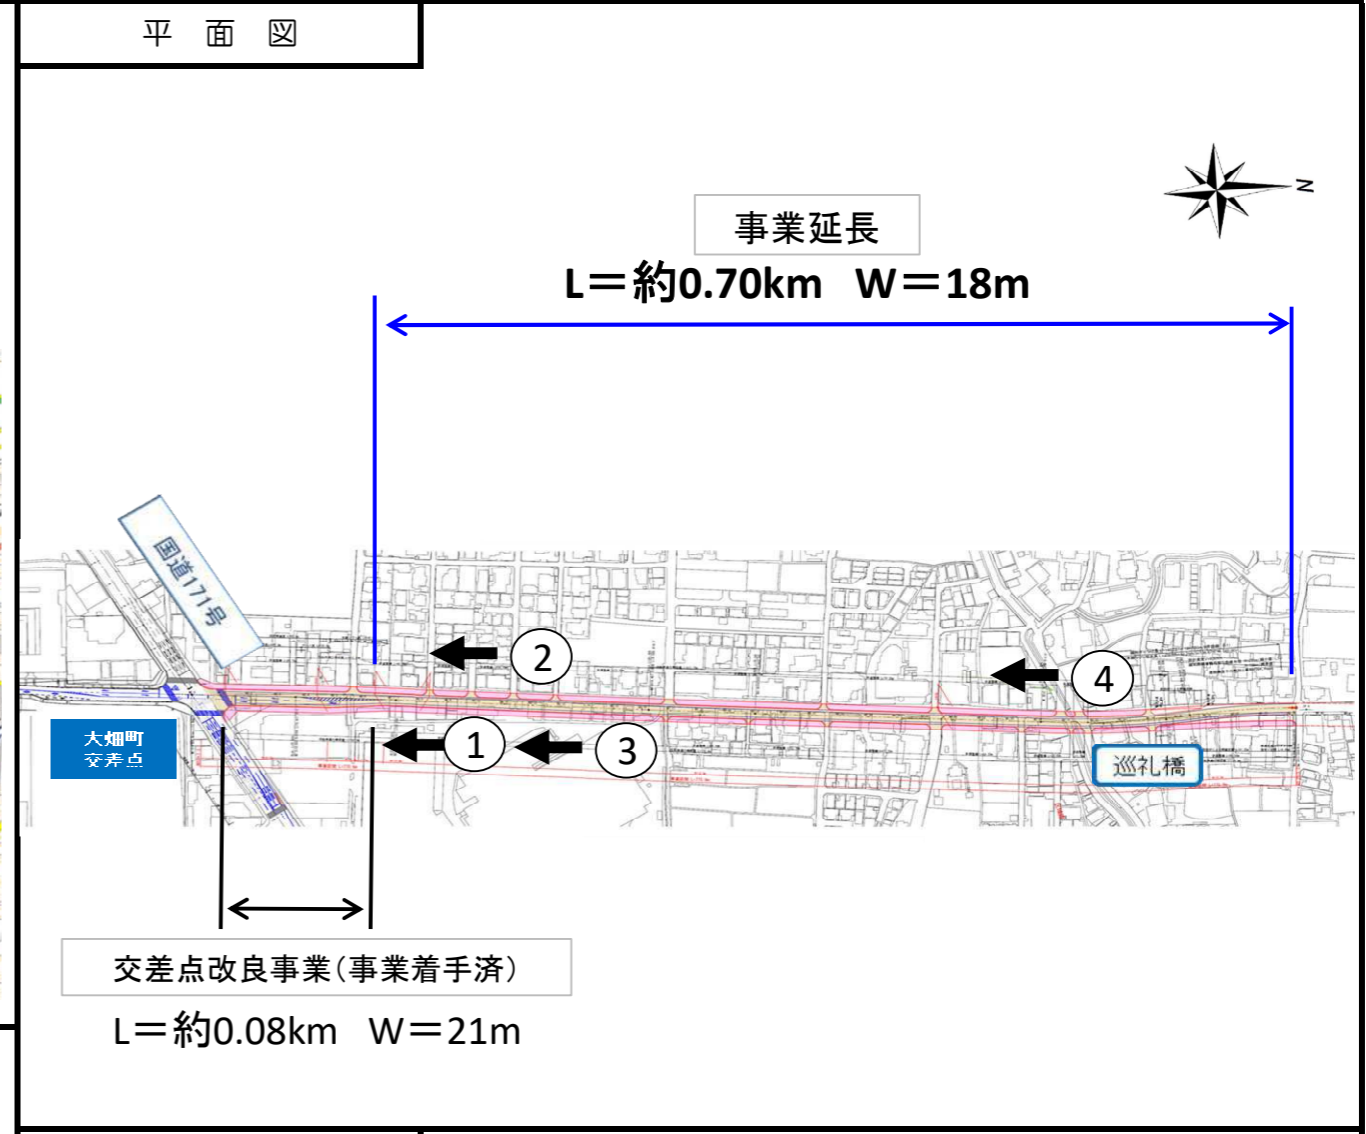 平 面 図
N
事業延長
L＝約0.70km W＝18m
国道171号
②
④
①
③
大畑町
交差点
巡礼橋
交差点改良事業（事業着手済）
L＝約0.08km W＝21m